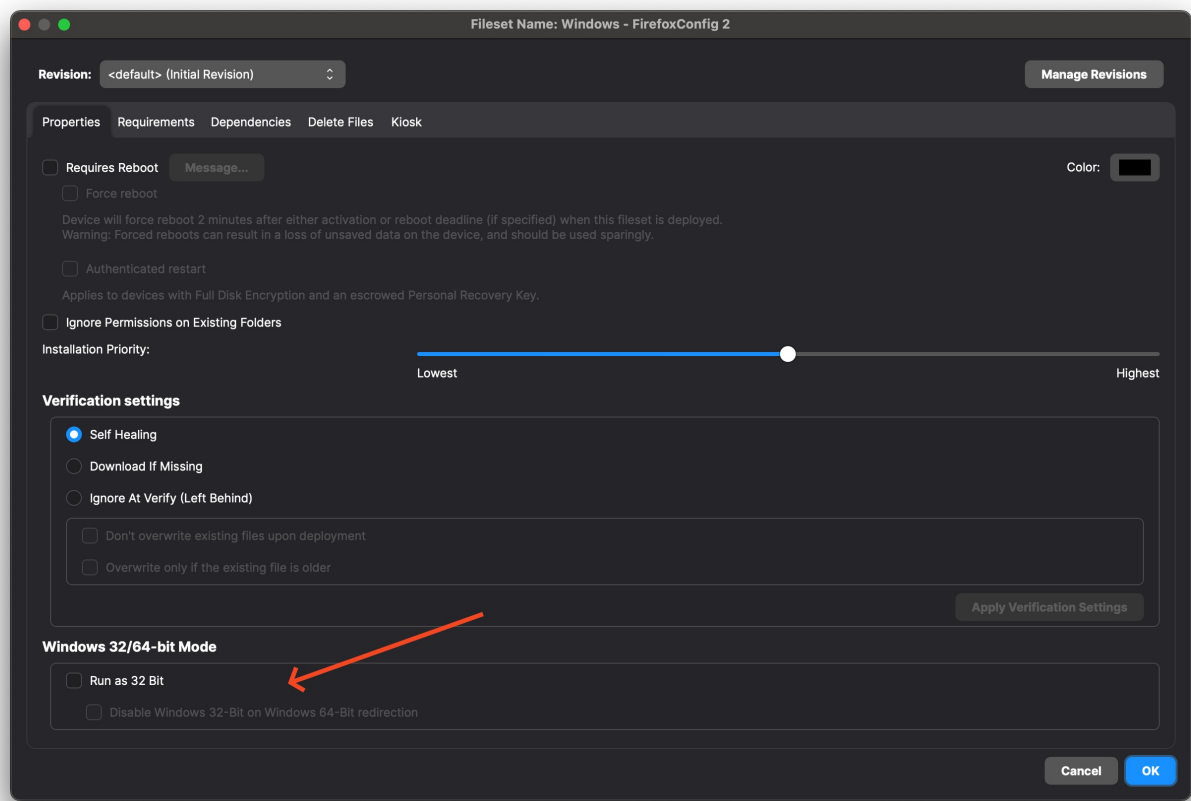 Fileset Name: Windows - FirefoxConfig 2
Revision: <default> (Initial Revision) Manage Revisions
Properties Requirements Dependencies Delete Files Kiosk
Requires Reboot Message... Color:
Force reboot
Device will force reboot 2 minutes after either activation or reboot deadline (if specified) when this fileset is deployed.
Warning: Forced reboots can result in a loss of unsaved data on the device, and should be used sparingly.
Authenticated restart
Applies to devices with Full Disk Encryption and an escrowed Personal Recovery Key.
Ignore Permissions on Existing Folders
Installation Priority:
Lowest Highest
Verification settings
Self Healing
Download If Missing
Ignore At Verify (Left Behind)
Don't overwrite existing files upon deployment
Overwrite only if the existing file is older
Apply Verification Settings
Windows 32/64-bit Mode
Run as 32 Bit
Disable Windows 32-Bit on Windows 64-Bit redirection
Cancel OK